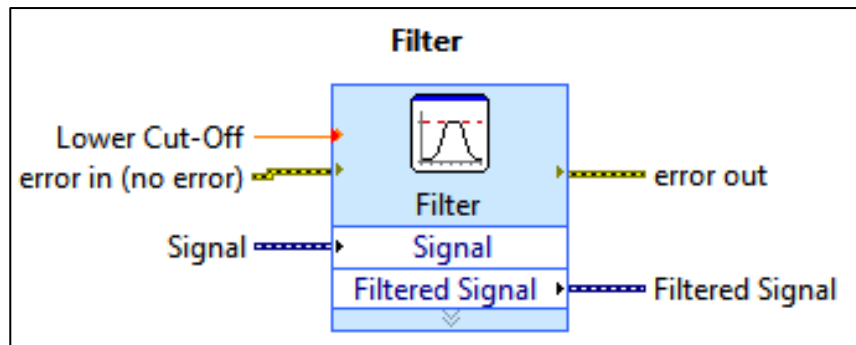 Filter
Lower Cut-Off
error in (no error)
error out
Filter
Signal
Signal
Filtered Signal
Filtered Signal